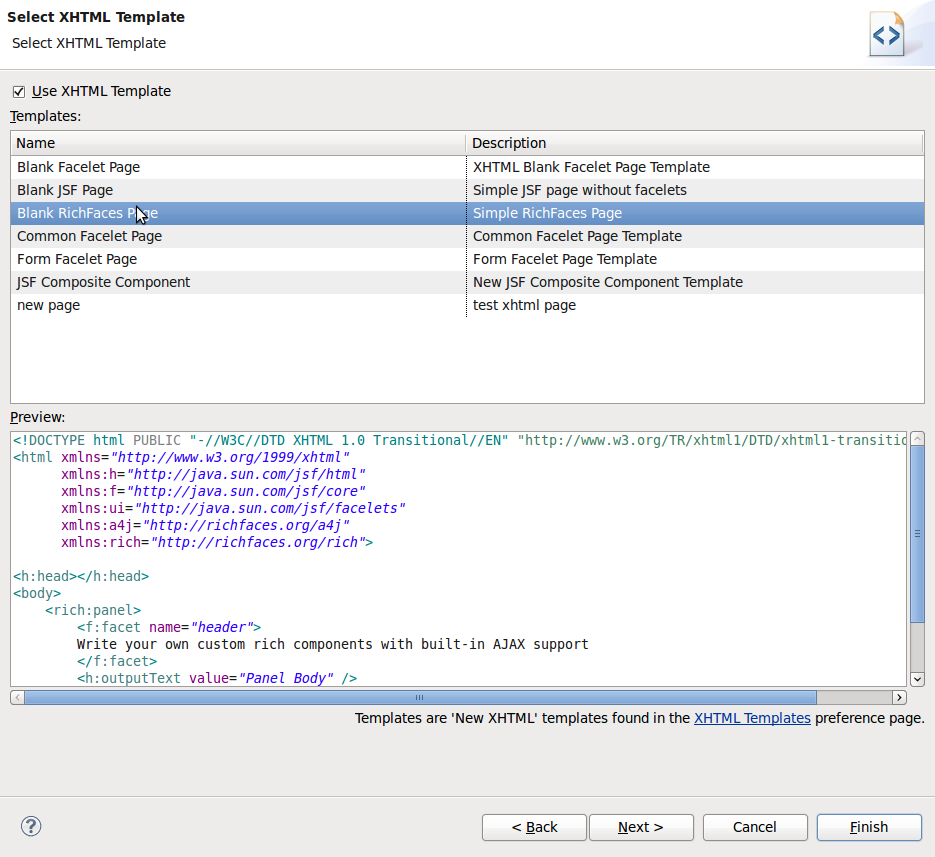 Select XHTML Template
Select XHTML Template
Use XHTML Template
Templates:
Name Description
Blank Facelet Page XHTML Blank Facelet Page Template
Blank JSF Page Simple JSF page without facelets
Blank RichFaces Page Simple RichFaces Page
Common Facelet Page Common Facelet Page Template
Form Facelet Page Form Facelet Page Template
JSF Composite Component New JSF Composite Component Template
new page test xhtml page
Preview:
<!DOCTYPE html PUBLIC "-//W3C//DTD XHTML 1.0 Transitional//EN" "http://www.w3.org/TR/xhtml1/DTD/xhtml1-transitio
<html xmlns="http://www.w3.org/1999/xhtml"
xmlns:h="http://java.sun.com/jsf/html"
xmlns:f="http://java.sun.com/jsf/core"
xmlns:ui="http://java.sun.com/jsf/facelets"
xmlns:a4j="http://richfaces.org/a4j"
xmlns:rich="http://richfaces.org/rich">
<h:head></h:head>
<body>
<rich:panel>
<f:facet name="header">
Write your own custom rich components with built-in AJAX support
</f:facet>
<h:outputText value="Panel Body" />
Templates are 'New XHTML' templates found in the XHTML Templates preference page.
? < Back Next > Cancel Finish